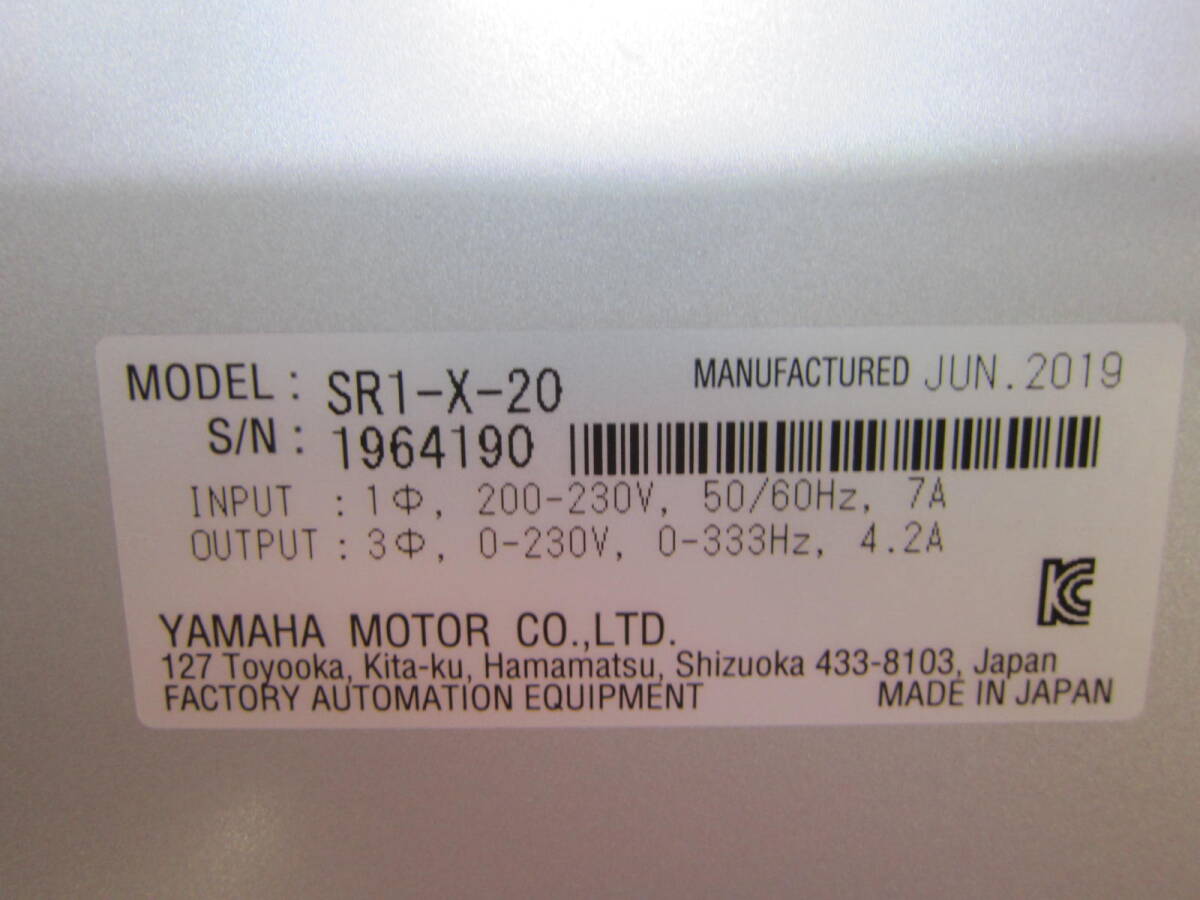 MODEL : SR1-X-20 MANUFACTURED JUN. 2019
S/N : 1964190
INPUT : 1Φ, 200-230V, 50/60Hz, 7A
OUTPUT : 3Φ, 0-230V, 0-333Hz, 4.2A
KC
YAMAHA MOTOR CO.,LTD.
127 Toyooka, Kita-ku, Hamamatsu, Shizuoka 433-8103, Japan
FACTORY AUTOMATION EQUIPMENT MADE IN JAPAN